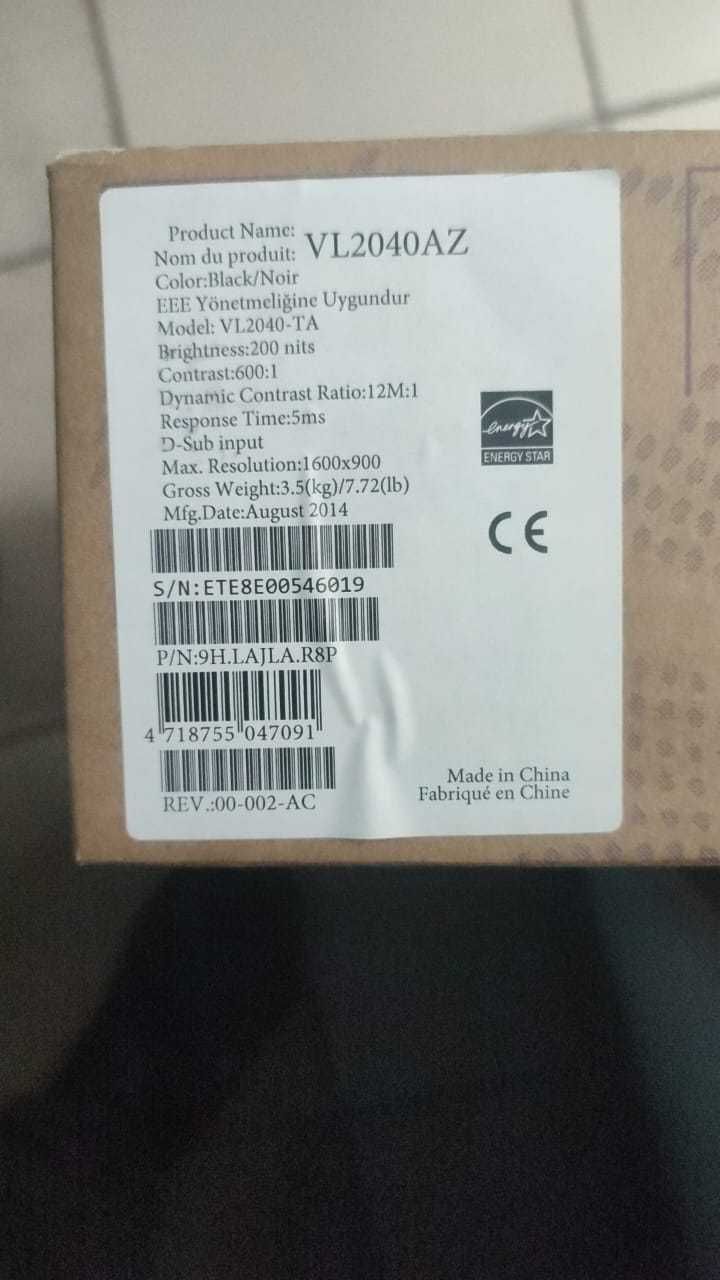 Product Name:
Nom du produit: VL2040AZ
Color:Black/Noir
EEE Yönetmeliğine Uygundur
Model: VL2040-TA
Brightness:200 nits
Contrast:600:1
Dynamic Contrast Ratio:12M:1
Response Time:5ms
D-Sub input
Max. Resolution:1600x900
Gross Weight:3.5(kg)/7.72(lb)
Mfg.Date:August 2014
energy
ENERGY STAR
CE
S/N:ETE8E00546019
P/N:9H.LAJLA.R8P
4 718755 047091
REV.:00-002-AC
Made in China
Fabriqué en Chine